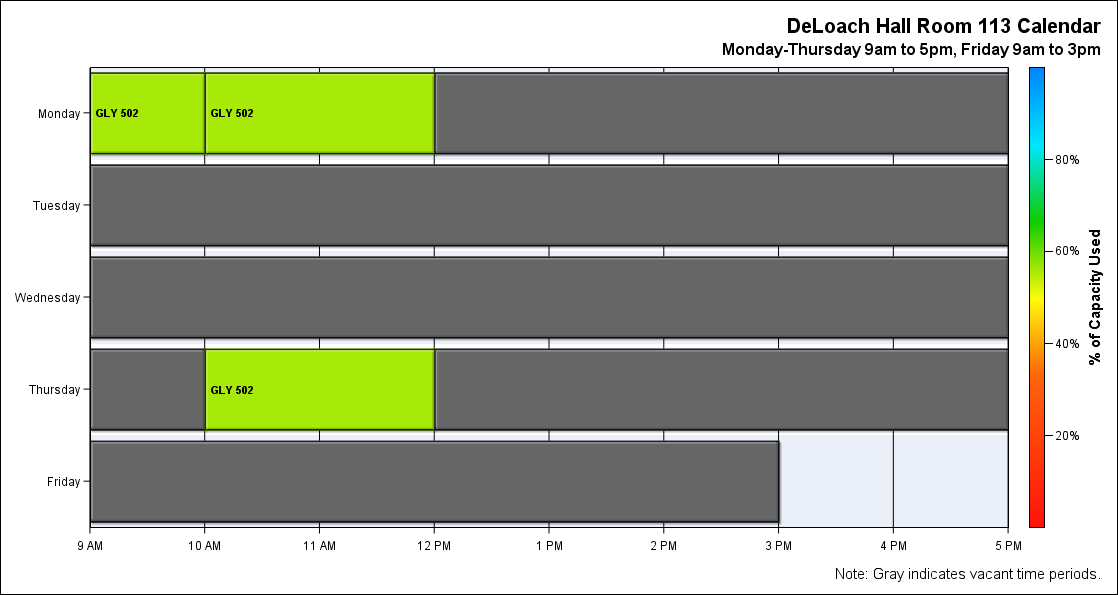 DeLoach Hall Room 113 Calendar
Monday-Thursday 9am to 5pm, Friday 9am to 3pm
Monday
GLY 502
GLY 502
Tuesday
Wednesday
Thursday
GLY 502
Friday
9 AM
10 AM
11 AM
12 PM
1 PM
2 PM
3 PM
4 PM
5 PM
80%
60%
40%
20%
% of Capacity Used
Note: Gray indicates vacant time periods.